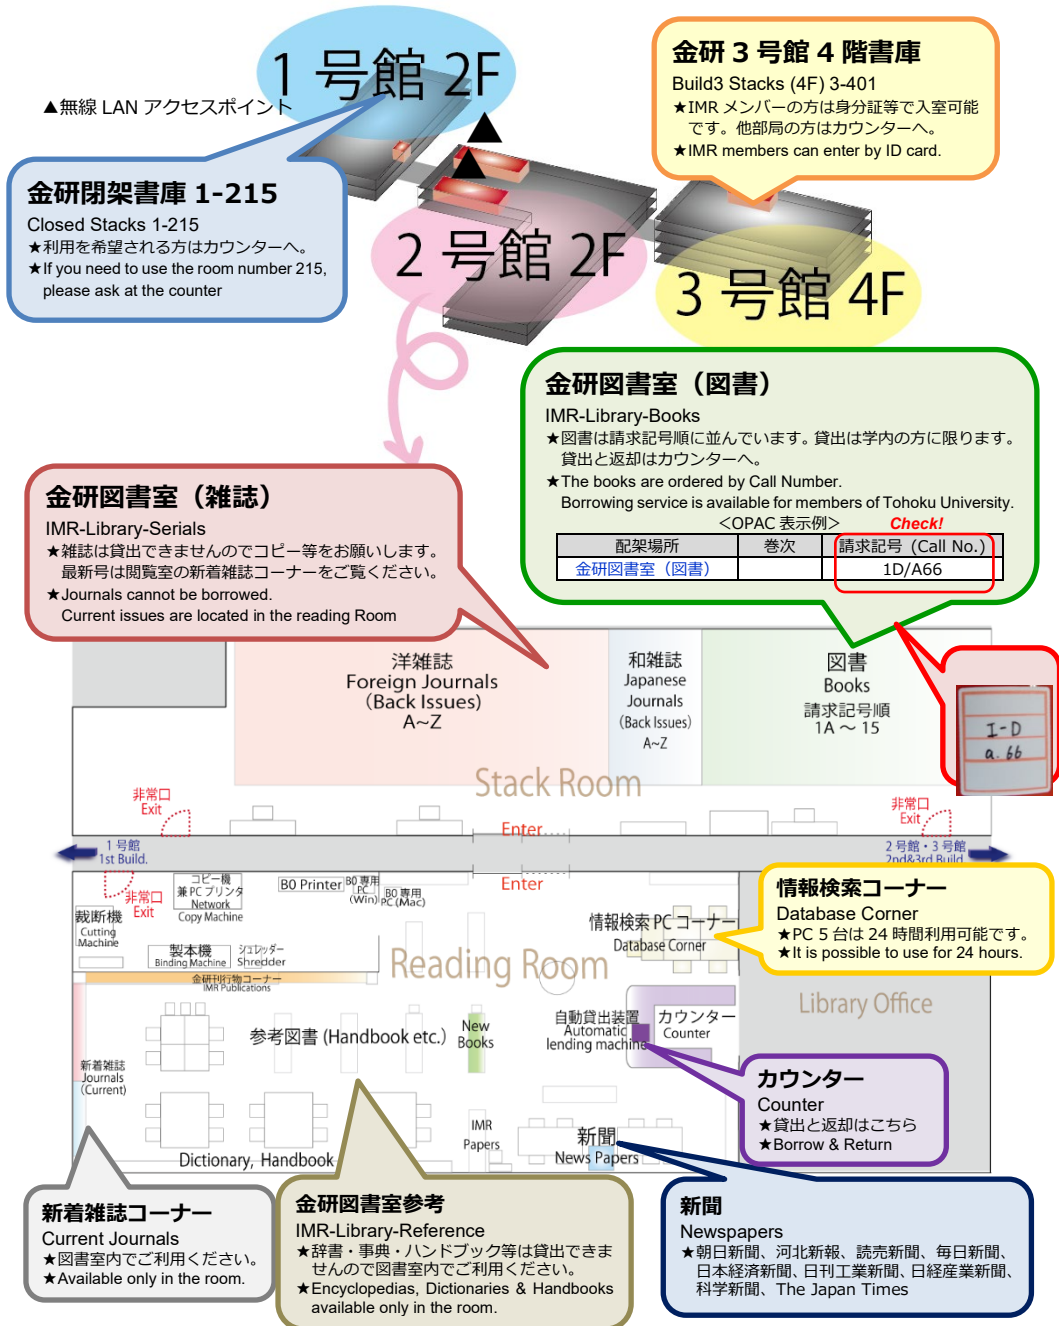 1 号館 2F
▲無線 LAN アクセスポイント
金研 3 号館 4 階書庫
Build3 Stacks (4F) 3-401
★IMR メンバーの方は身分証等で入室可能
です。他部局の方はカウンターへ。
★IMR members can enter by ID card.
金研閉架書庫 1-215
Closed Stacks 1-215
★利用を希望される方はカウンターへ。
★If you need to use the room number 215,
please ask at the counter
2 号館 2F
3 号館 4F
金研図書室（図書）
IMR-Library-Books
★図書は請求記号順に並んでいます。貸出は学内の方に限ります。
貸出と返却はカウンターへ。
★The books are ordered by Call Number.
Borrowing service is available for members of Tohoku University.
＜OPAC 表示例＞ Check!
配架場所 巻次 請求記号 (Call No.)
金研図書室（図書） 1D/A66
金研図書室（雑誌）
IMR-Library-Serials
★雑誌は貸出できませんのでコピー等をお願いします。
最新号は閲覧室の新着雑誌コーナーをご覧ください。
★Journals cannot be borrowed.
Current issues are located in the reading Room
洋雑誌
Foreign Journals
(Back Issues)
A~Z
和雑誌
Japanese
Journals
(Back Issues)
A~Z
図書
Books
請求記号順
1A ～ 15
I-D
a. 66
Stack Room
非常口
Exit
Enter
非常口
Exit
1 号館
1st Build.
2 号館・3 号館
2nd&3rd Build.
Enter
非常口
Exit
裁断機
Cutting
Machine
コピー機
兼 PC プリンタ
Network
Copy Machine
B0 Printer
B0 専用
PC
(Win)
B0 専用
PC(Mac)
製本機
Binding Machine
シュレッダー
Shredder
金研刊行物コーナー
IMR Publications
Reading Room
情報検索 PC コーナー
Database Corner
情報検索コーナー
Database Corner
★PC 5 台は 24 時間利用可能です。
★It is possible to use for 24 hours.
Library Office
自動貸出装置
Automatic
lending machine
カウンター
Counter
参考図書 (Handbook etc.)
New
Books
新着雑誌
Journals
(Current)
カウンター
Counter
★貸出と返却はこちら
★Borrow & Return
IMR
Papers
新聞
News Papers
Dictionary, Handbook
新着雑誌コーナー
Current Journals
★図書室内でご利用ください。
★Available only in the room.
金研図書室参考
IMR-Library-Reference
★辞書・事典・ハンドブック等は貸出できま
せんので図書室内でご利用ください。
★Encyclopedias, Dictionaries & Handbooks
available only in the room.
新聞
Newspapers
★朝日新聞、河北新報、読売新聞、毎日新聞、
日本経済新聞、日刊工業新聞、日経産業新聞、
科学新聞、The Japan Times